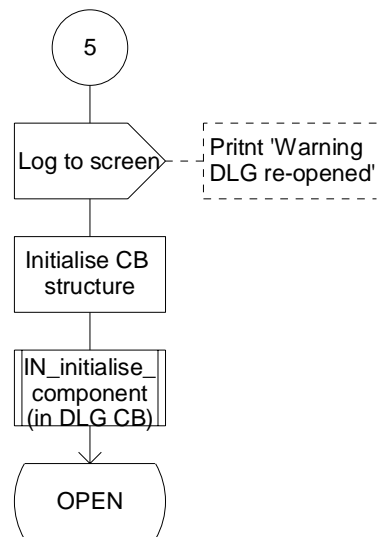 5
Log to screen
Pritnt 'Warning
DLG re-opened'
Initialise CB
structure
IN_initialise_
component
(in DLG CB)
OPEN